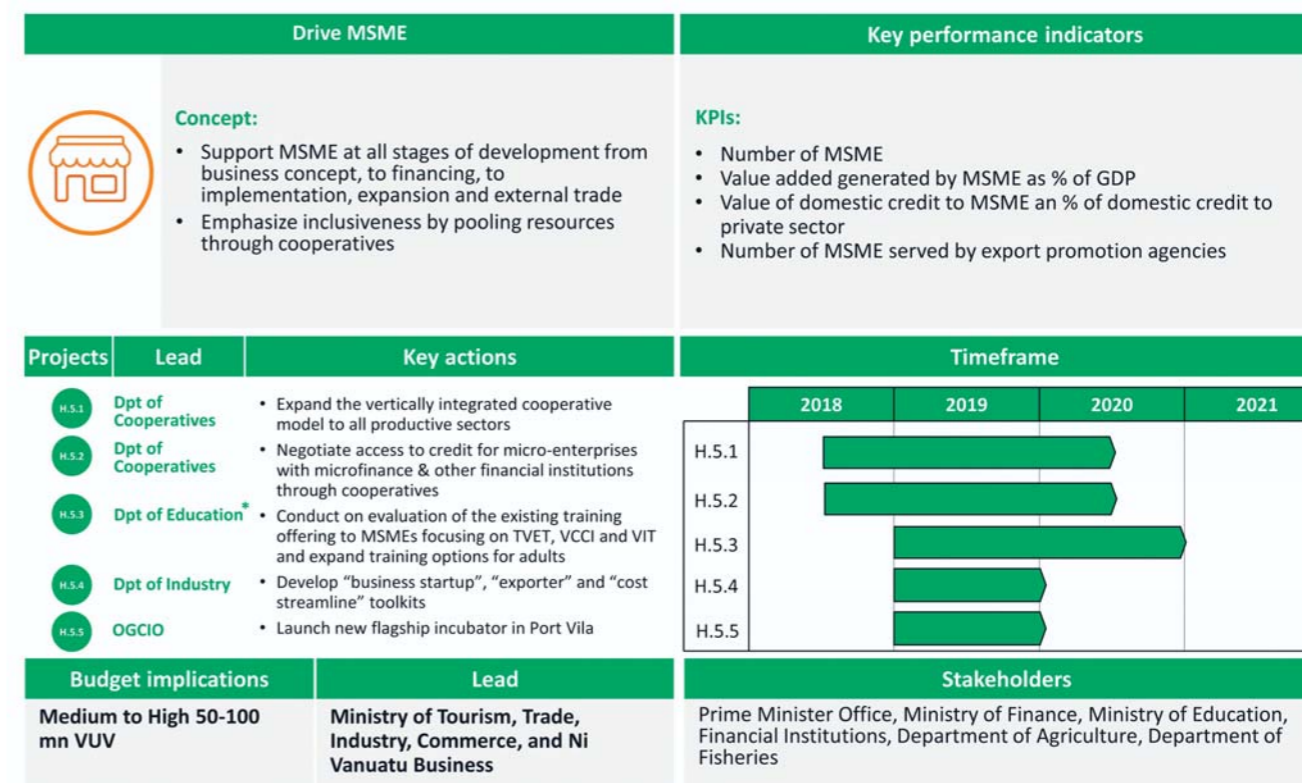 Drive MSME
Key performance indicators
Concept:
• Support MSME at all stages of development from
business concept, to financing, to
implementation, expansion and external trade
• Emphasize inclusiveness by pooling resources
through cooperatives
KPIs:
• Number of MSME
• Value added generated by MSME as % of GDP
• Value of domestic credit to MSME an % of domestic credit to
private sector
• Number of MSME served by export promotion agencies
Projects
Lead
Key actions
H.5.1
Dpt of
Cooperatives
• Expand the vertically integrated cooperative
model to all productive sectors
H.5.2
Dpt of
Cooperatives
• Negotiate access to credit for micro-enterprises
with microfinance & other financial institutions
through cooperatives
H.5.3
Dpt of Education*
• Conduct on evaluation of the existing training
offering to MSMEs focusing on TVET, VCCI and VIT
and expand training options for adults
H.5.4
Dpt of Industry
• Develop “business startup”, “exporter” and “cost
streamline” toolkits
H.5.5
OGCIO
• Launch new flagship incubator in Port Vila
Timeframe
2018
2019
2020
2021
H.5.1
H.5.2
H.5.3
H.5.4
H.5.5
Budget implications
Medium to High 50-100
mn VUV
Lead
Ministry of Tourism, Trade,
Industry, Commerce, and Ni
Vanuatu Business
Stakeholders
Prime Minister Office, Ministry of Finance, Ministry of Education,
Financial Institutions, Department of Agriculture, Department of
Fisheries